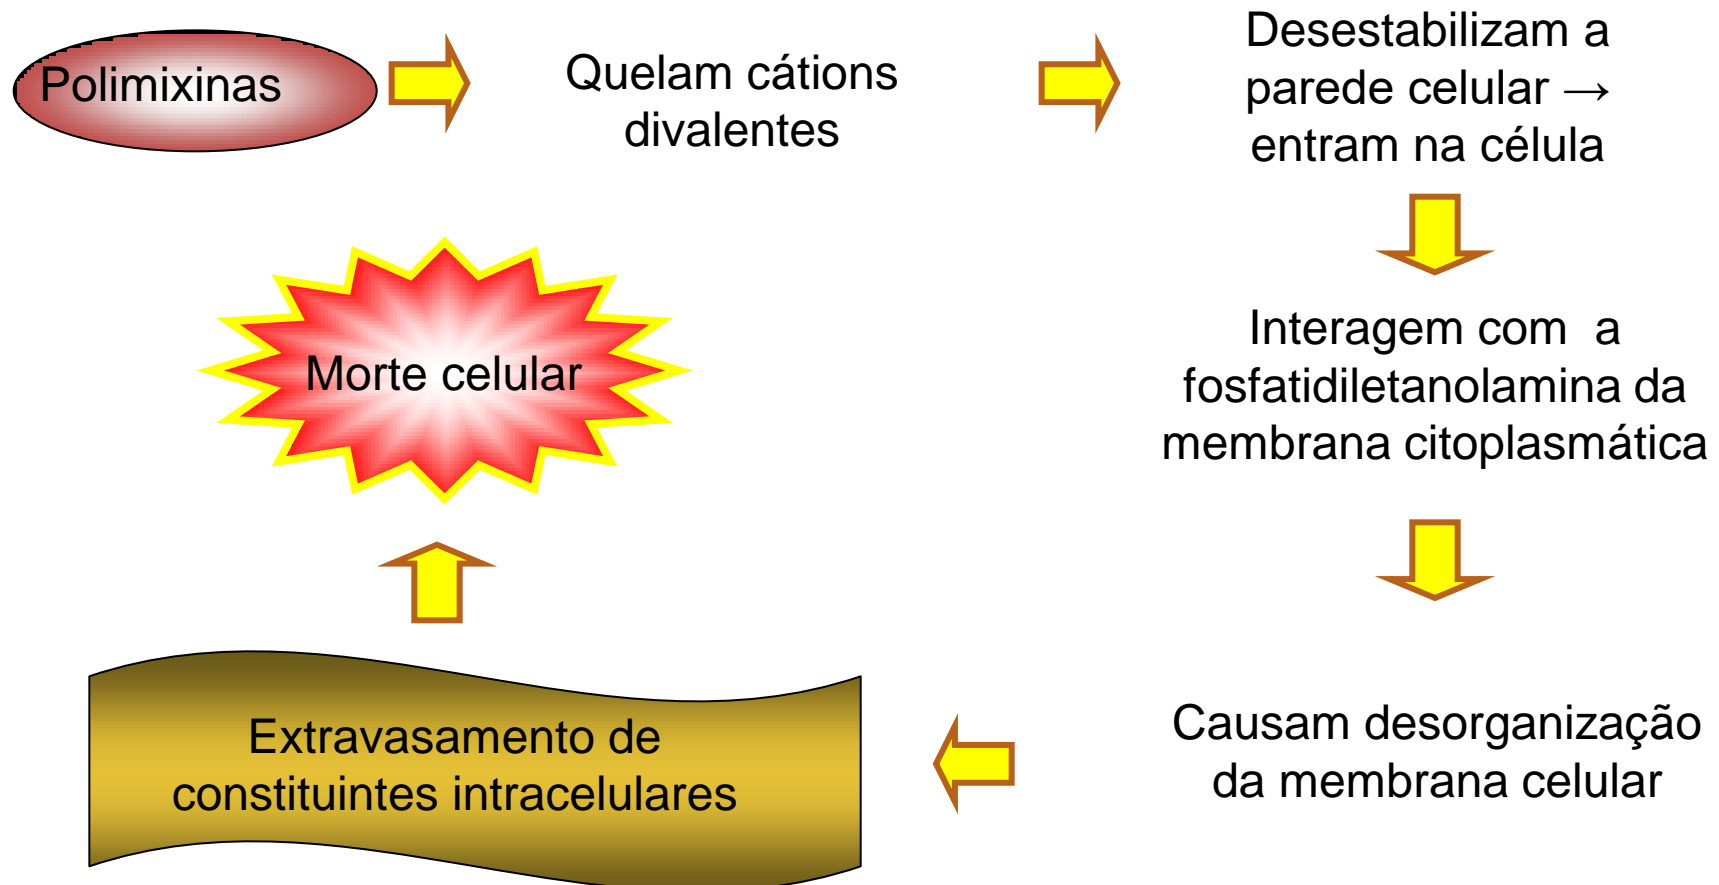 Polimixinas
Quelam cátions
divalentes
Desestabilizam a
parede celular →
entram na célula
Interagem com a
fosfatidiletanolamina da
membrana citoplasmática
Causam desorganização
da membrana celular
Extravasamento de
constituintes intracelulares
Morte celular